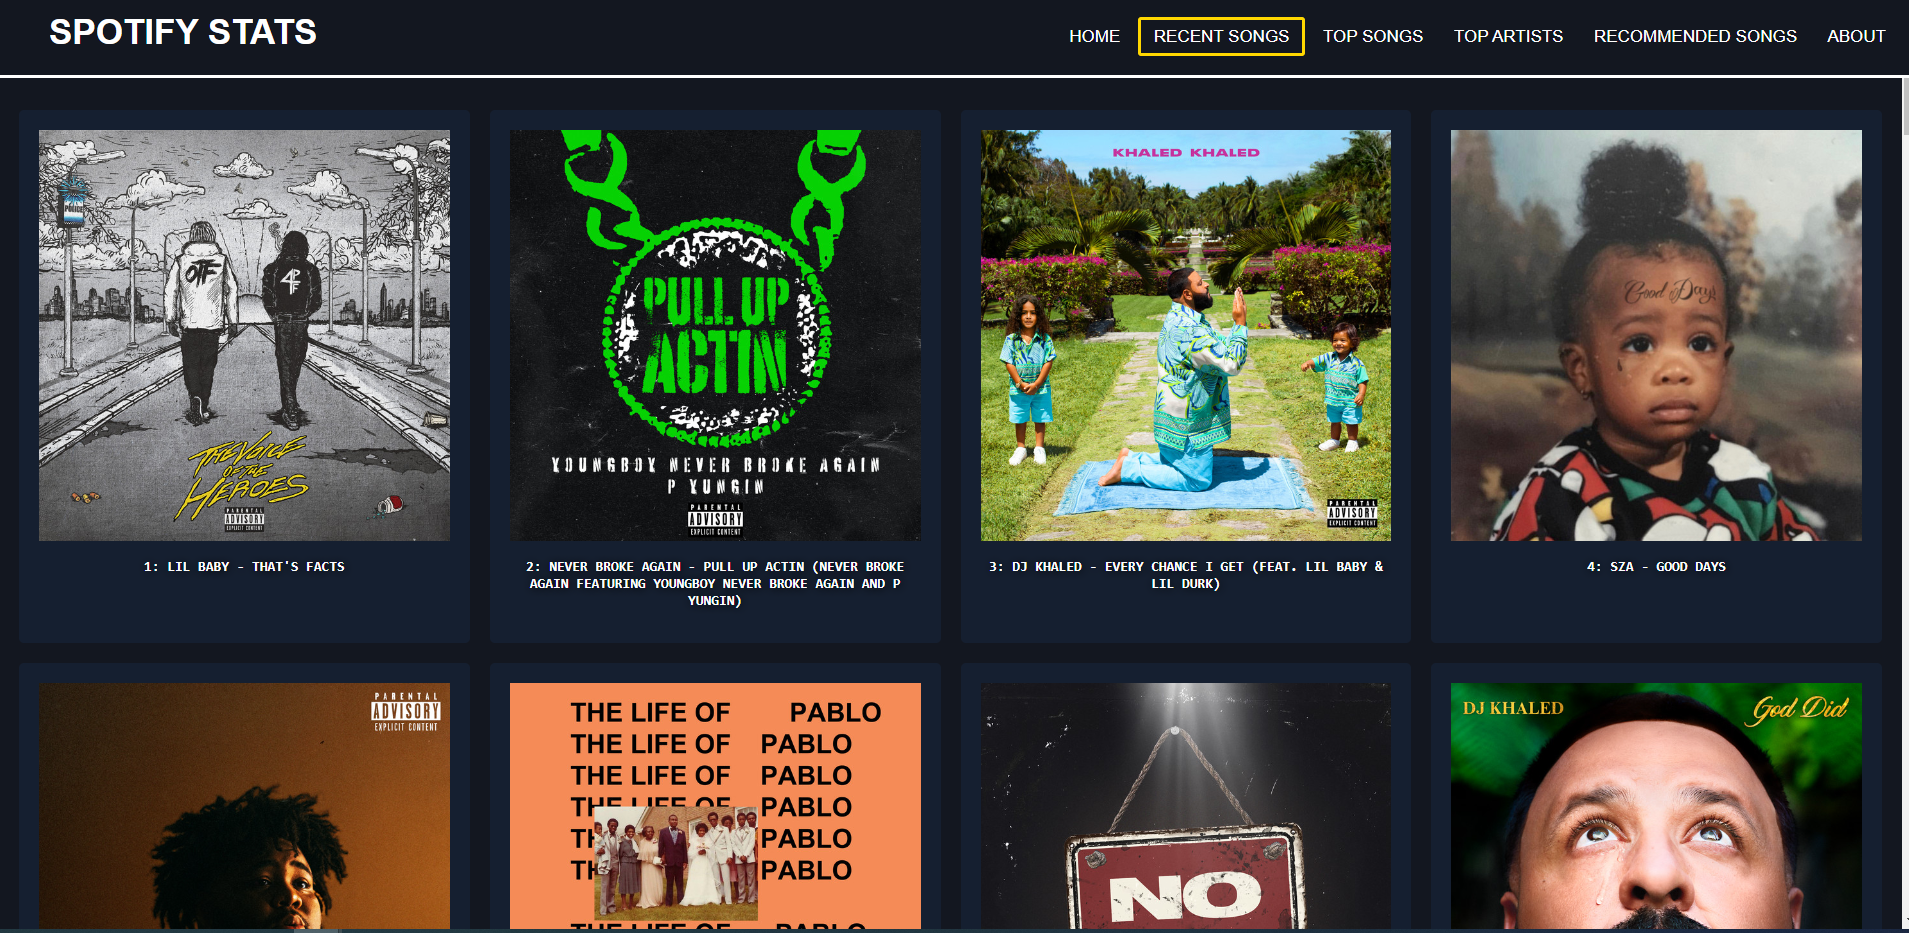 SPOTIFY STATS
HOME
RECENT SONGS
TOP SONGS
TOP ARTISTS
RECOMMENDED SONGS
ABOUT
POLICE
OTF
4PF
THE VOICE
OF THE
HEROES
PARENTAL
ADVISORY
EXPLICIT CONTENT
1: LIL BABY - THAT'S FACTS
PULL UP
ACTIN
YOUNGBOY NEVER BROKE AGAIN
P YUNGIN
PARENTAL
ADVISORY
EXPLICIT CONTENT
2: NEVER BROKE AGAIN - PULL UP ACTIN (NEVER BROKE
AGAIN FEATURING YOUNGBOY NEVER BROKE AGAIN AND P
YUNGIN)
KHALED KHALED
PARENTAL
ADVISORY
EXPLICIT CONTENT
3: DJ KHALED - EVERY CHANCE I GET (FEAT. LIL BABY &
LIL DURK)
Good Days
4: SZA - GOOD DAYS
PARENTAL
ADVISORY
EXPLICIT CONTENT
THE LIFE OF PABLO
THE LIFE OF PABLO
THE LIFE OF PABLO
THE LIFE OF PABLO
TH PABLO
TH PABLO
THE LIFE OF PABLO
NO
DJ KHALED
God Did